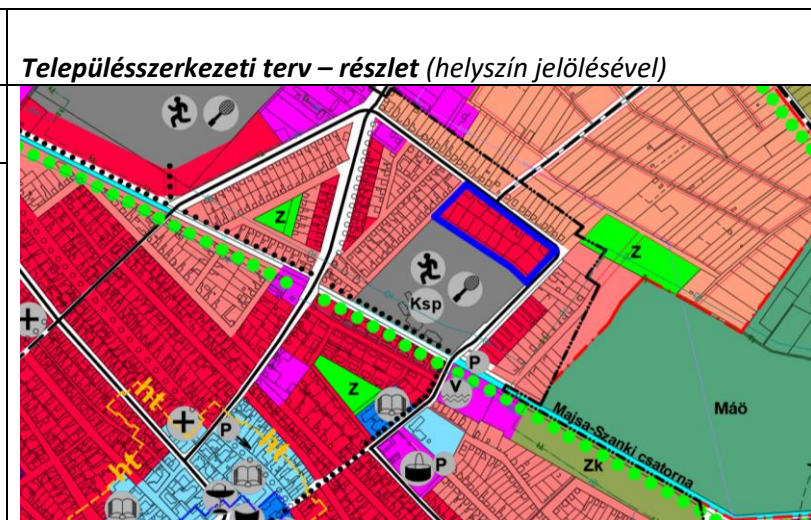 Településszerkezeti terv – részlet (helyszín jelölésével)
Z
Ksp
Z
P
Z
V
Máö
Majsa-Szanki csatorna
ht
P
ht
P
Zk